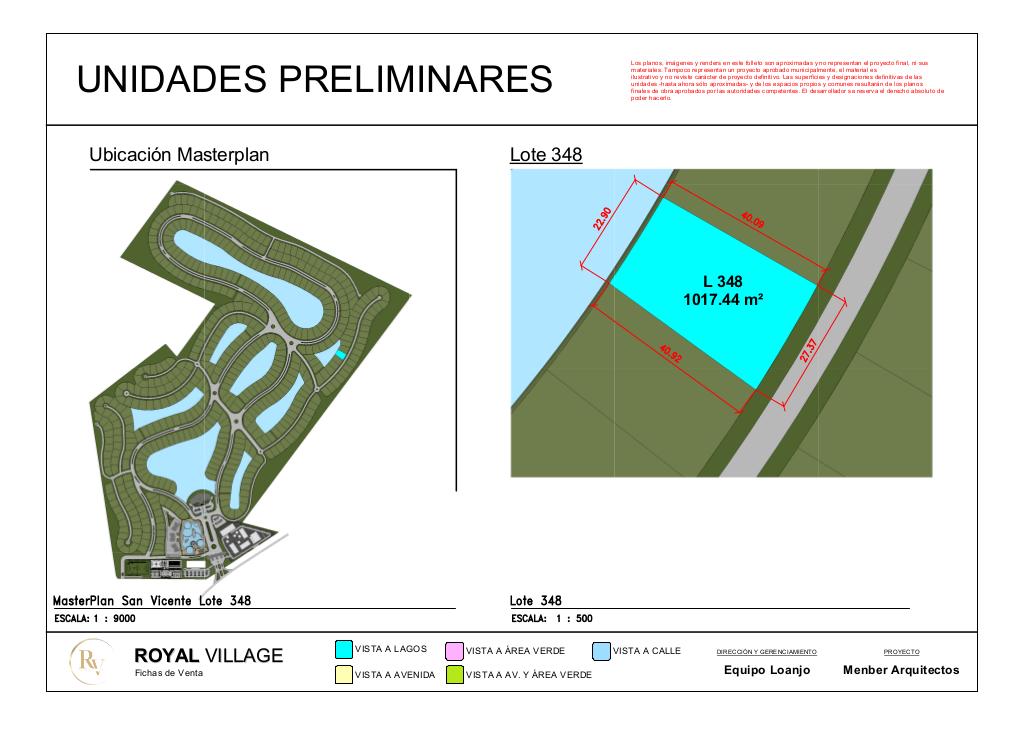 UNIDADES PRELIMINARES
Los planos, imágenes y renders en este folleto son aproximadas y no representan el proyecto final, ni sus
materiales. Tampoco representan un proyecto aprobado municipalmente, el material es
ilustrativo y no reviste carácter de proyecto definitivo. Las superficies y designaciones definitivas de las
unidades -hasta ahora sólo aproximadas- y de los espacios propios y comunes resultarán de los planos
finales de obra aprobados por las autoridades competentes. El desarrollador se reserva el derecho absoluto de
poder hacerlo.
Ubicación Masterplan
Lote 348
22.90
40.09
L 348
1017.44 m²
40.92
27.37
MasterPlan San Vicente Lote 348
ESCALA: 1 : 9000
Lote 348
ESCALA: 1 : 500
RV
ROYAL VILLAGE
Fichas de Venta
VISTA A LAGOS
VISTA A ÁREA VERDE
VISTA A CALLE
VISTA A AVENIDA
VISTA A AV. Y ÁREA VERDE
DIRECCIÓN Y GERENCIAMIENTO
Equipo Loanjo
PROYECTO
Menber Arquitectos